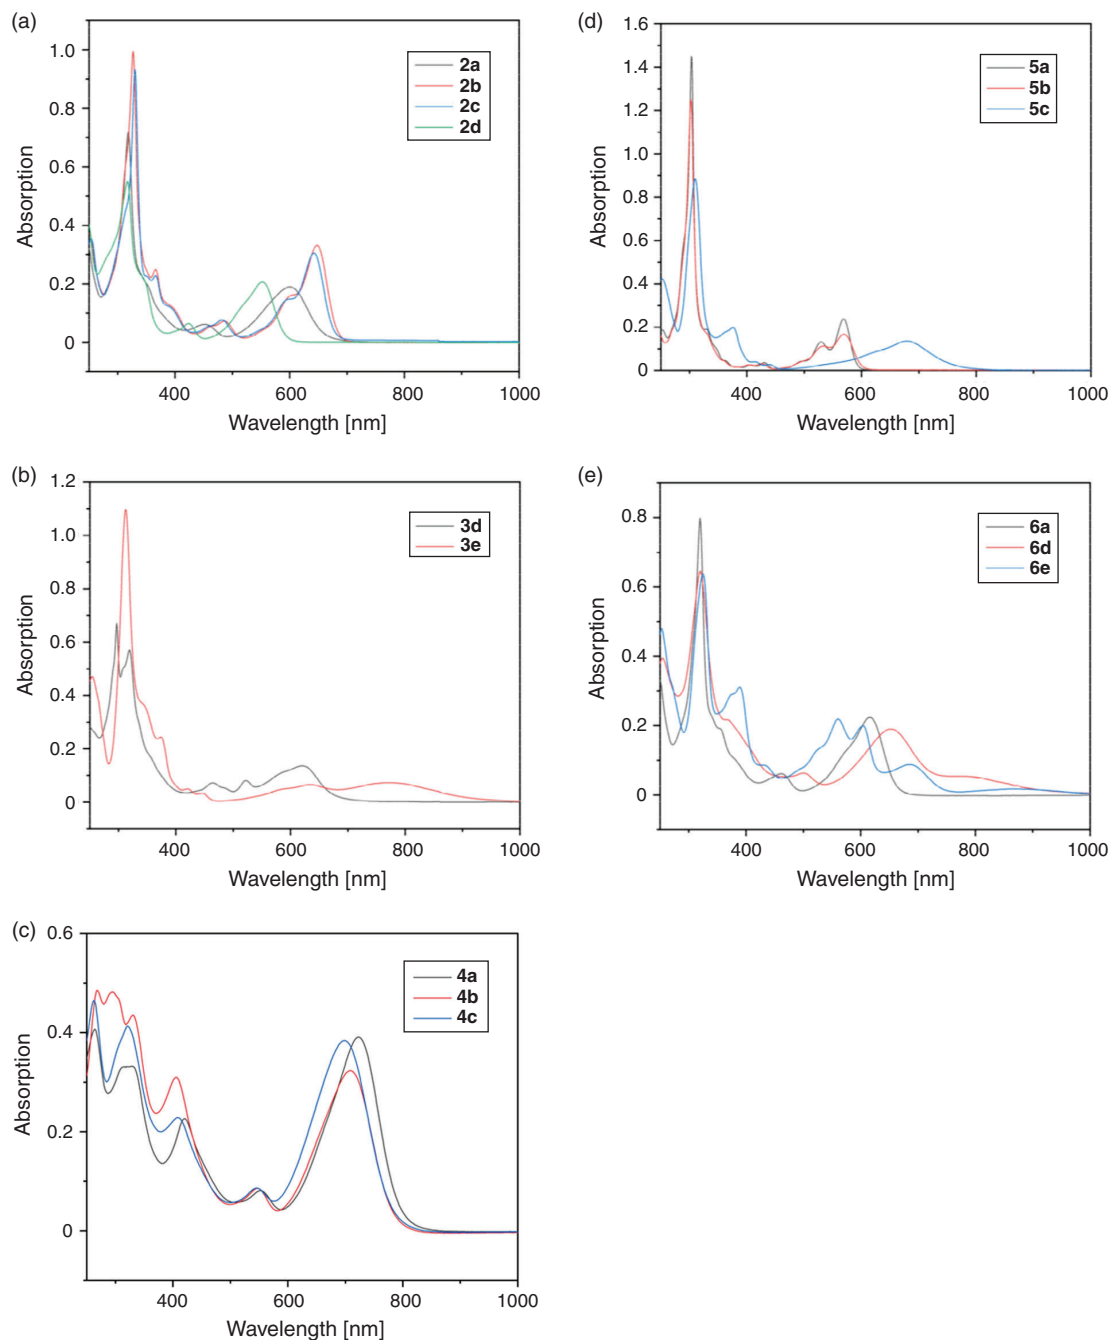 (a)
1.0
0.8
0.6
0.4
0.2
0
Absorption
2a
2b
2c
2d
400
600
800
1000
Wavelength [nm]
(b)
1.2
1.0
0.8
0.6
0.4
0.2
0
Absorption
3d
3e
400
600
800
1000
Wavelength [nm]
(c)
0.6
0.4
0.2
0
Absorption
4a
4b
4c
400
600
800
1000
Wavelength [nm]
(d)
1.6
1.4
1.2
1.0
0.8
0.6
0.4
0.2
0
Absorption
5a
5b
5c
400
600
800
1000
Wavelength [nm]
(e)
0.8
0.6
0.4
0.2
0
Absorption
6a
6d
6e
400
600
800
1000
Wavelength [nm]